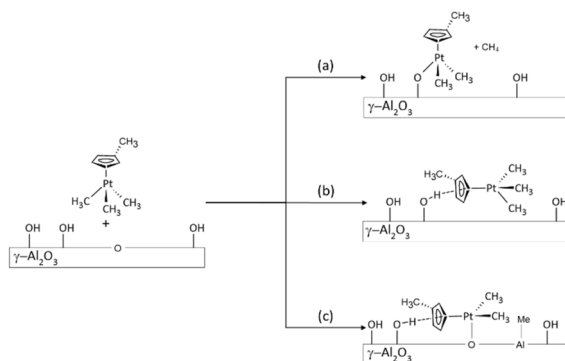 CH₃
Pt
+ CH₄
CH₃
CH₃
OH
O
OH
γ–Al₂O₃
(a)
CH₃
Pt
H₃C
CH₃
CH₃
+
OH
OH
O
OH
γ–Al₂O₃
(b)
H₃C
CH₃
Pt
CH₃
CH₃
H
OH
O
OH
γ–Al₂O₃
(c)
H₃C
CH₃
Pt
CH₃
Me
H
OH
O
O
Al
OH
γ–Al₂O₃